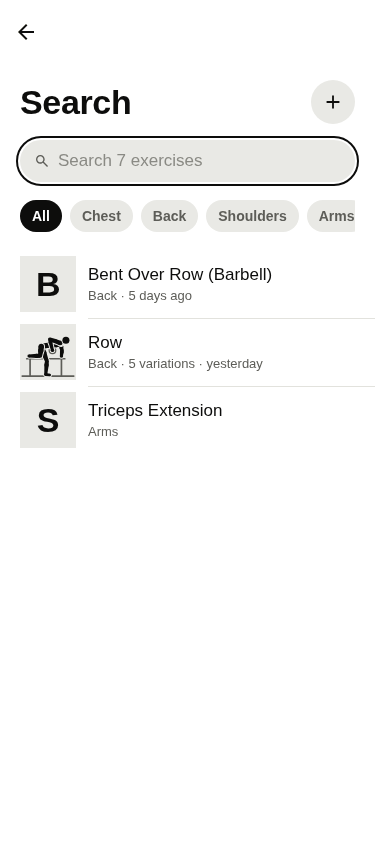 Search
Search 7 exercises
All
Chest
Back
Shoulders
Arms
B
Bent Over Row (Barbell)
Back · 5 days ago
Row
Back · 5 variations · yesterday
S
Triceps Extension
Arms